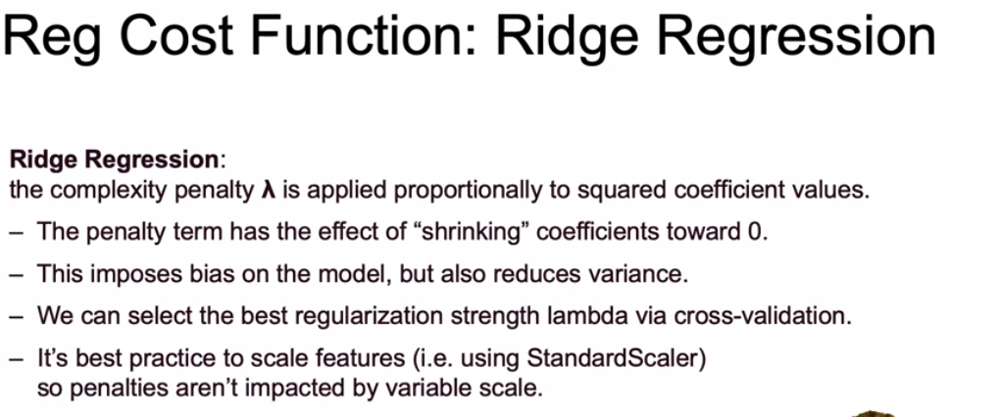 Reg Cost Function: Ridge Regression
Ridge Regression:
the complexity penalty λ is applied proportionally to squared coefficient values.
– The penalty term has the effect of “shrinking” coefficients toward 0.
– This imposes bias on the model, but also reduces variance.
– We can select the best regularization strength lambda via cross-validation.
– It’s best practice to scale features (i.e. using StandardScaler)
so penalties aren’t impacted by variable scale.